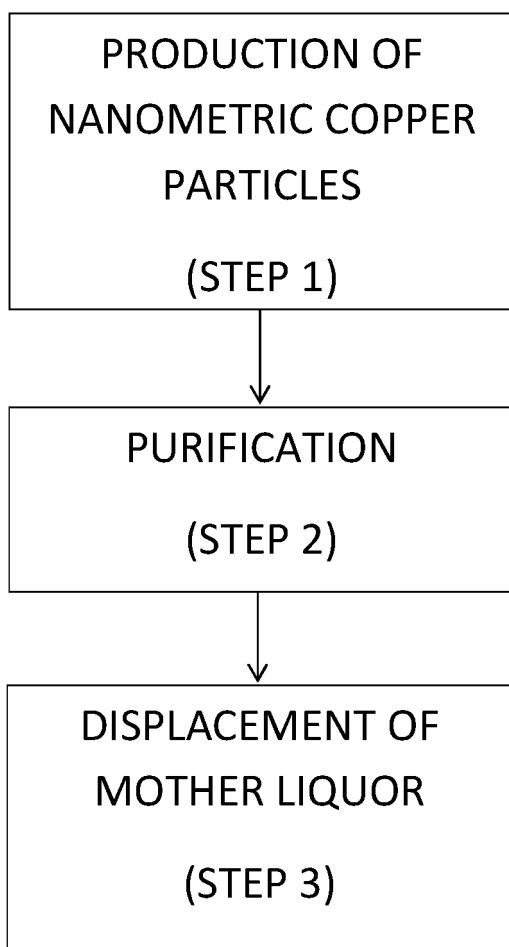 PRODUCTION OF
NANOMETRIC COPPER
PARTICLES
(STEP 1)
PURIFICATION
(STEP 2)
DISPLACEMENT OF
MOTHER LIQUOR
(STEP 3)